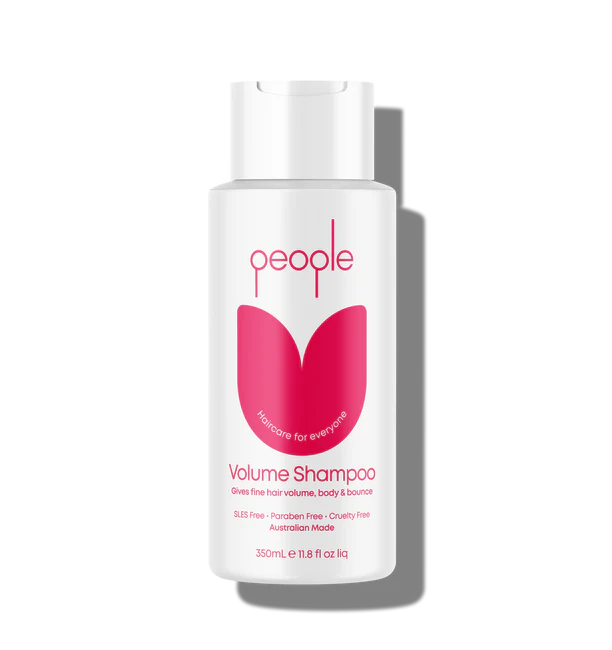 people
Haircare for everyone
Volume Shampoo
Gives fine hair volume, body & bounce
SLES Free • Paraben Free • Cruelty Free
Australian Made
350mL ℮ 11.8 fl oz liq